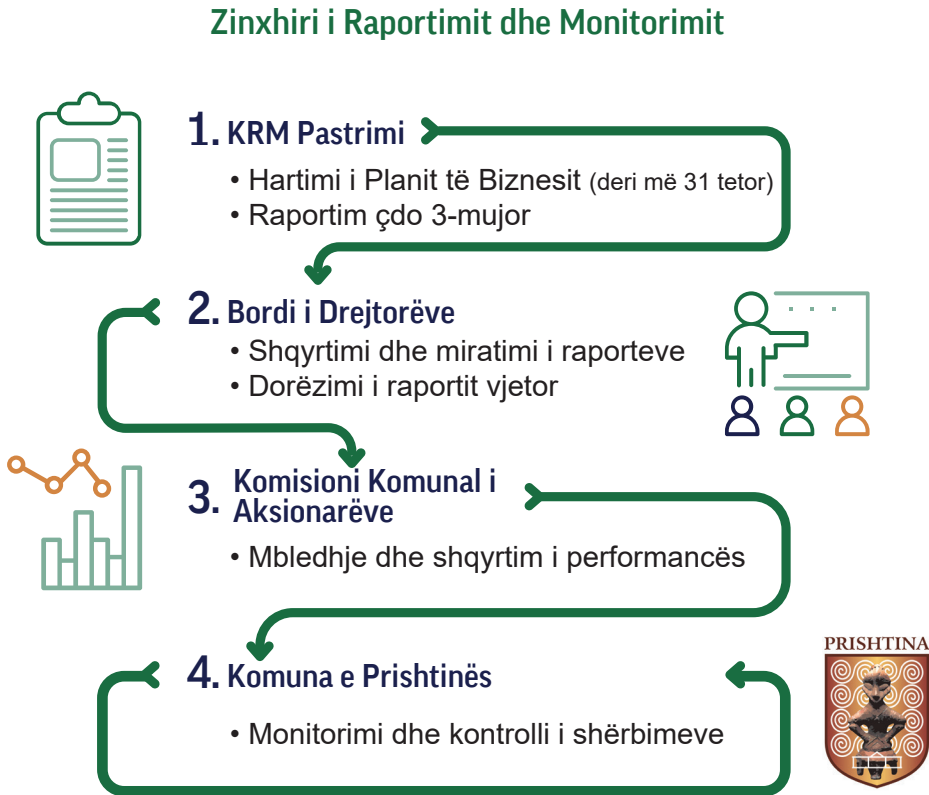 Zinxhiri i Raportimit dhe Monitorimit
1. KRM Pastrimi
• Hartimi i Planit të Biznesit (deri më 31 tetor)
• Raportim çdo 3-mujor
2. Bordi i Drejtorëve
• Shqyrtimi dhe miratimi i raporteve
• Dorëzimi i raportit vjetor
3. Komisioni Komunal i
Aksionarëve
• Mbledhje dhe shqyrtim i performancës
4. Komuna e Prishtinës
• Monitorimi dhe kontrolli i shërbimeve
PRISHTINA